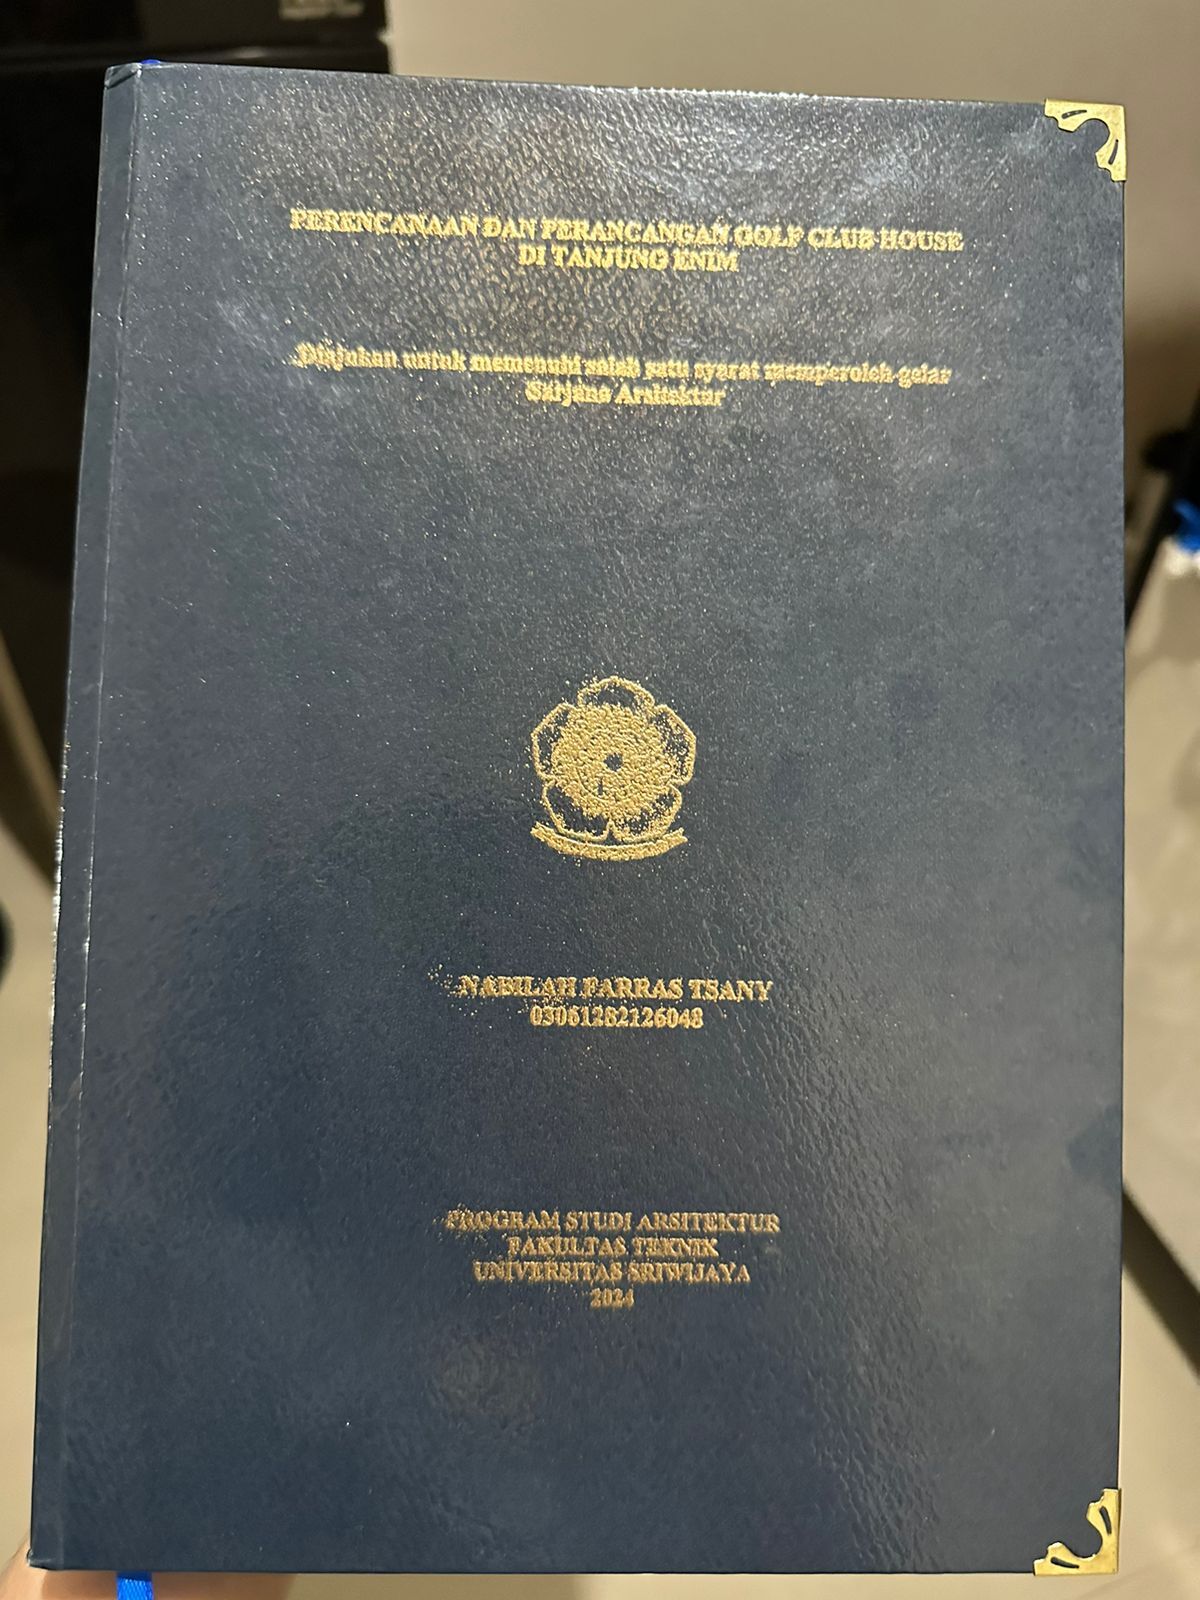 PERENCANAAN DAN PERANCANGAN GOLF CLUB HOUSE
DI TANJUNG ENIM
Diajukan untuk memenuhi salah satu syarat memperoleh gelar
Sarjana Arsitektur
NABILAH FARRAS TSANY
03061282126048
PROGRAM STUDI ARSITEKTUR
FAKULTAS TEKNIK
UNIVERSITAS SRIWIJAYA
2024